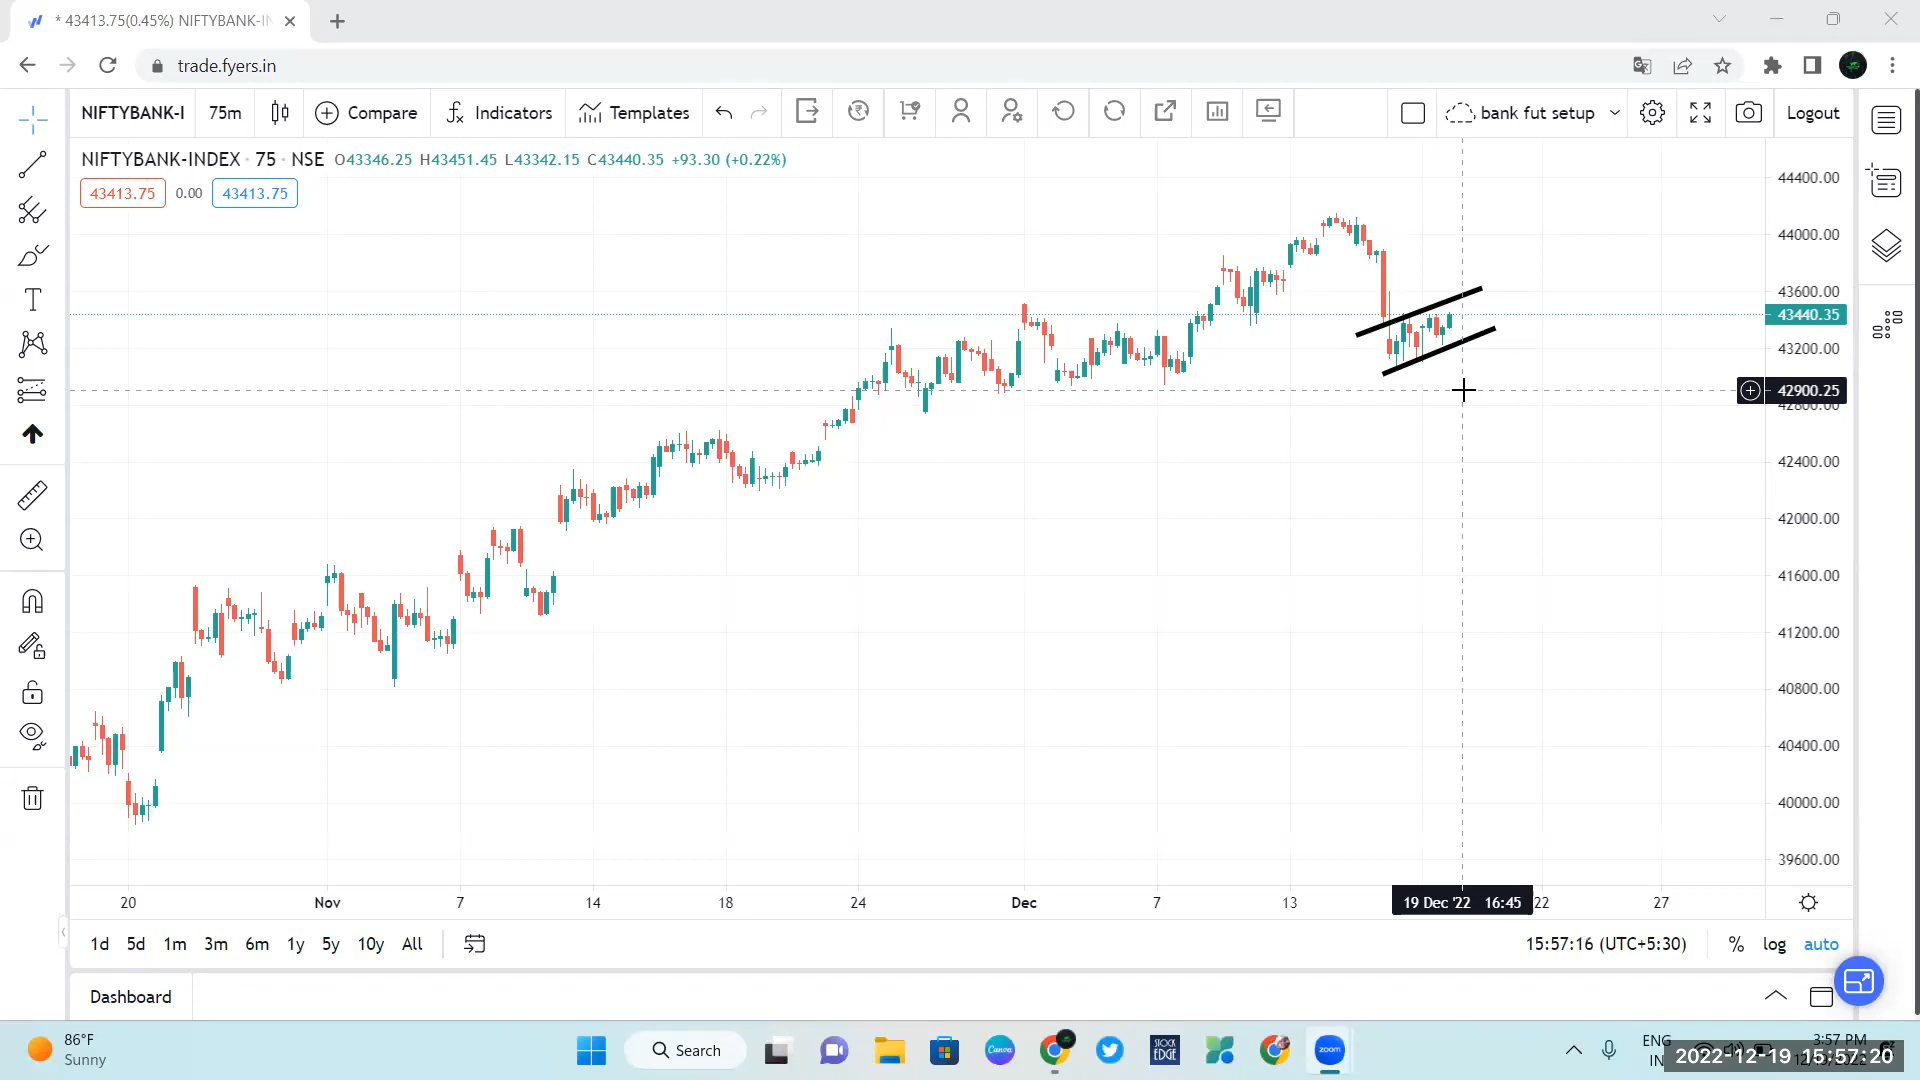 * 43413.75(0.45%) NIFTYBANK-IN
trade.fyers.in
NIFTYBANK-I 75m Compare Indicators Templates bank fut setup Logout
NIFTYBANK-INDEX · 75 · NSE O43346.25 H43451.45 L43342.15 C43440.35 +93.30 (+0.22%)
43413.75 0.00 43413.75
44400.00
44000.00
43600.00
43440.35
43200.00
42900.25
42800.00
42400.00
42000.00
41600.00
41200.00
40800.00
40400.00
40000.00
39600.00
20 Nov 7 14 18 24 Dec 7 13 19 Dec '22 16:45 22 27
1d 5d 1m 3m 6m 1y 5y 10y All 15:57:16 (UTC+5:30) % log auto
Dashboard
86°F
Sunny
Search
Canva
STOCK
EDGE
zoom
ENG
IN
3:57 PM
2022-12-19 15:57:20